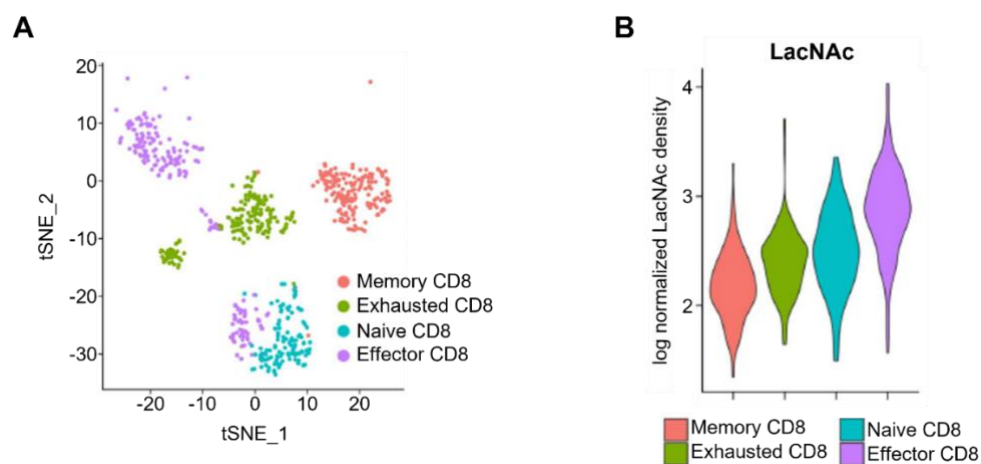 A
20
10
0
-10
-20
-30
tSNE_2
-20 -10 0 10 20
tSNE_1
Memory CD8
Exhausted CD8
Naive CD8
Effector CD8
B
LacNAc
4
3
2
log normalized LacNAc density
Memory CD8
Exhausted CD8
Naive CD8
Effector CD8